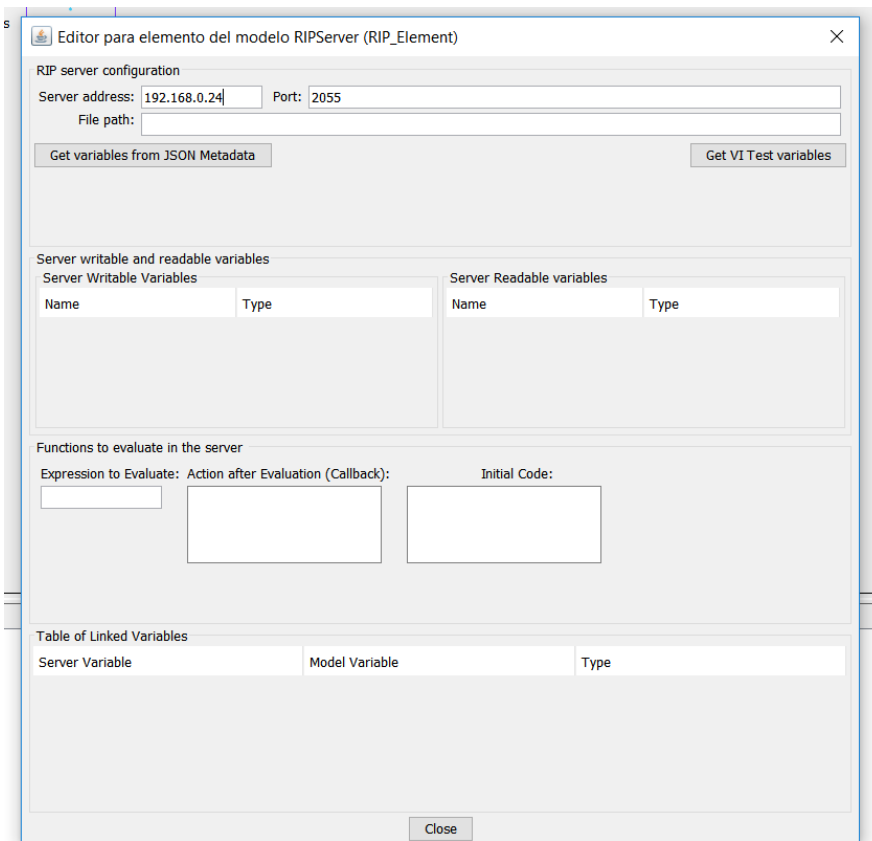 s
Editor para elemento del modelo RIPServer (RIP_Element)
RIP server configuration
Server address: 192.168.0.24 Port: 2055
File path:
Get variables from JSON Metadata Get VI Test variables
Server writable and readable variables
Server Writable Variables Server Readable variables
Name Type Name Type
Functions to evaluate in the server
Expression to Evaluate: Action after Evaluation (Callback): Initial Code:
Table of Linked Variables
Server Variable Model Variable Type
Close